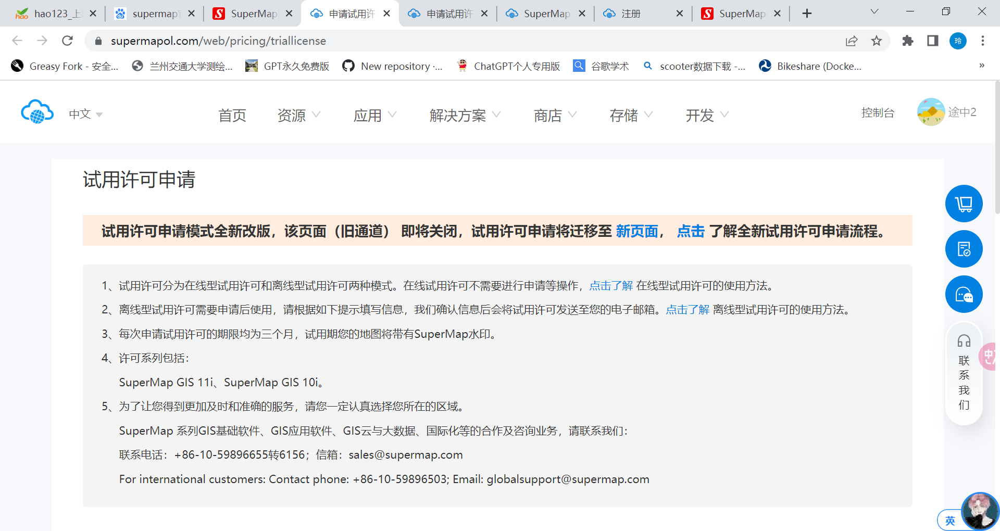 hao123_上
supermap
SuperMap
申请试用许
申请试用许
SuperMap
注册
SuperMap
supermapol.com/web/pricing/triallicense
玲
Greasy Fork - 安全...
兰州交通大学测绘...
GPT永久免费版
New repository ·...
ChatGPT个人专用版
谷歌学术
scooter数据下载 -...
Bikeshare (Docke...
»
中文
首页
资源
应用
解决方案
商店
存储
开发
控制台
途中2
试用许可申请
试用许可申请模式全新改版，该页面（旧通道） 即将关闭，试用许可申请将迁移至 新页面， 点击 了解全新试用许可申请流程。
1、试用许可分为在线型试用许可和离线型试用许可两种模式。在线试用许可不需要进行申请等操作，点击了解 在线型试用许可的使用方法。
2、离线型试用许可需要申请后使用，请根据如下提示填写信息，我们确认信息后会将试用许可发送至您的电子邮箱。点击了解 离线型试用许可的使用方法。
3、每次申请试用许可的期限均为三个月，试用期您的地图将带有SuperMap水印。
4、许可系列包括：
SuperMap GIS 11i、SuperMap GIS 10i。
5、为了让您得到更加及时和准确的服务，请您一定认真选择您所在的区域。
SuperMap 系列GIS基础软件、GIS应用软件、GIS云与大数据、国际化等的合作及咨询业务，请联系我们：
联系电话：+86-10-59896655转6156；信箱：sales@supermap.com
For international customers: Contact phone: +86-10-59896503; Email: globalsupport@supermap.com
联
系
我
们
中
英